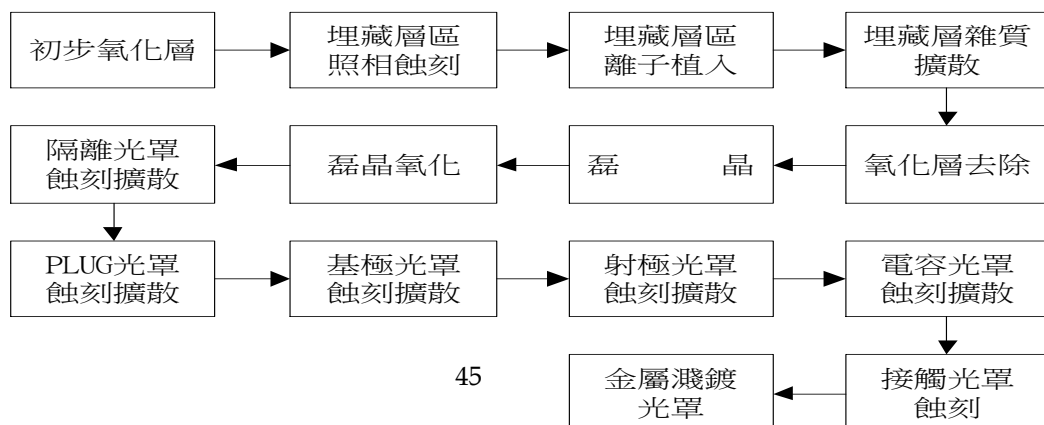 初步氧化層
埋藏層區
照相蝕刻
埋藏層區
離子植入
埋藏層雜質
擴散
氧化層去除
磊 晶
磊晶氧化
隔離光罩
蝕刻擴散
PLUG光罩
蝕刻擴散
基極光罩
蝕刻擴散
射極光罩
蝕刻擴散
電容光罩
蝕刻擴散
接觸光罩
蝕刻
金屬濺鍍
光罩
45